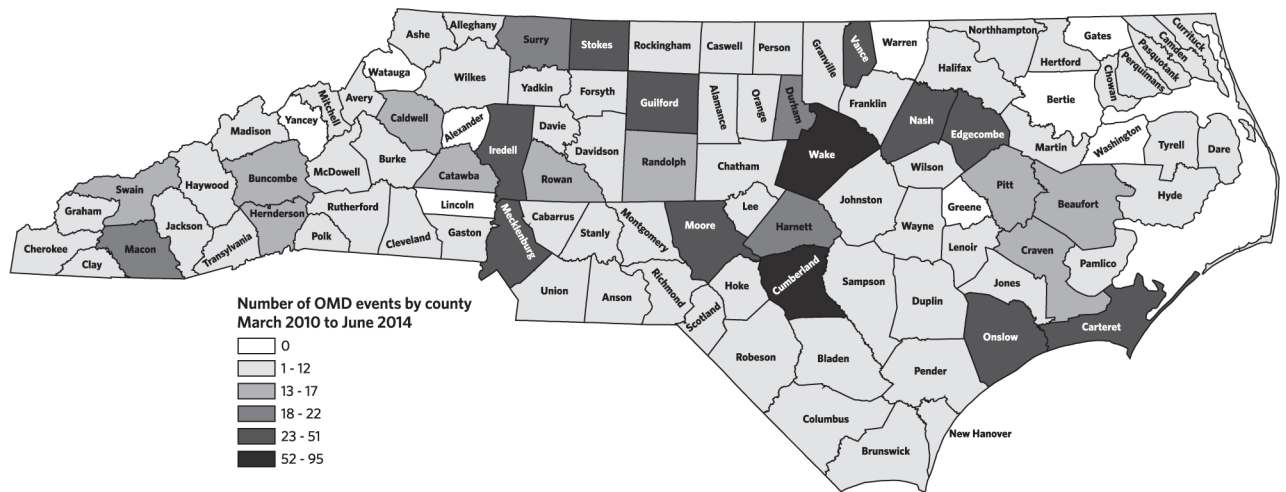 Ashe
Alleghany
Surry
Stokes
Rockingham
Caswell
Person
Granville
Vance
Warren
Northhampton
Gates
Currituck
Camden
Pasquotank
Perquimans
Chowan
Hertford
Halifax
Bertie
Watauga
Wilkes
Yadkin
Forsyth
Guilford
Alamance
Orange
Durham
Franklin
Nash
Edgecombe
Martin
Washington
Tyrell
Dare
Mitchell
Avery
Yancey
Caldwell
Alexander
Iredell
Davie
Davidson
Randolph
Chatham
Wake
Wilson
Pitt
Beaufort
Hyde
Madison
Burke
McDowell
Buncombe
Haywood
Swain
Graham
Catawba
Rowan
Lincoln
Johnston
Greene
Wayne
Lenoir
Craven
Pamlico
Jones
Cherokee
Clay
Macon
Jackson
Transylvania
Hernderson
Polk
Rutherford
Cleveland
Gaston
Mecklenburg
Cabarrus
Stanly
Montgomery
Moore
Lee
Harnett
Union
Anson
Richmond
Scotland
Hoke
Cumberland
Sampson
Duplin
Onslow
Carteret
Robeson
Bladen
Pender
Columbus
Brunswick
New Hanover
Number of OMD events by county
March 2010 to June 2014
0
1 - 12
13 - 17
18 - 22
23 - 51
52 - 95